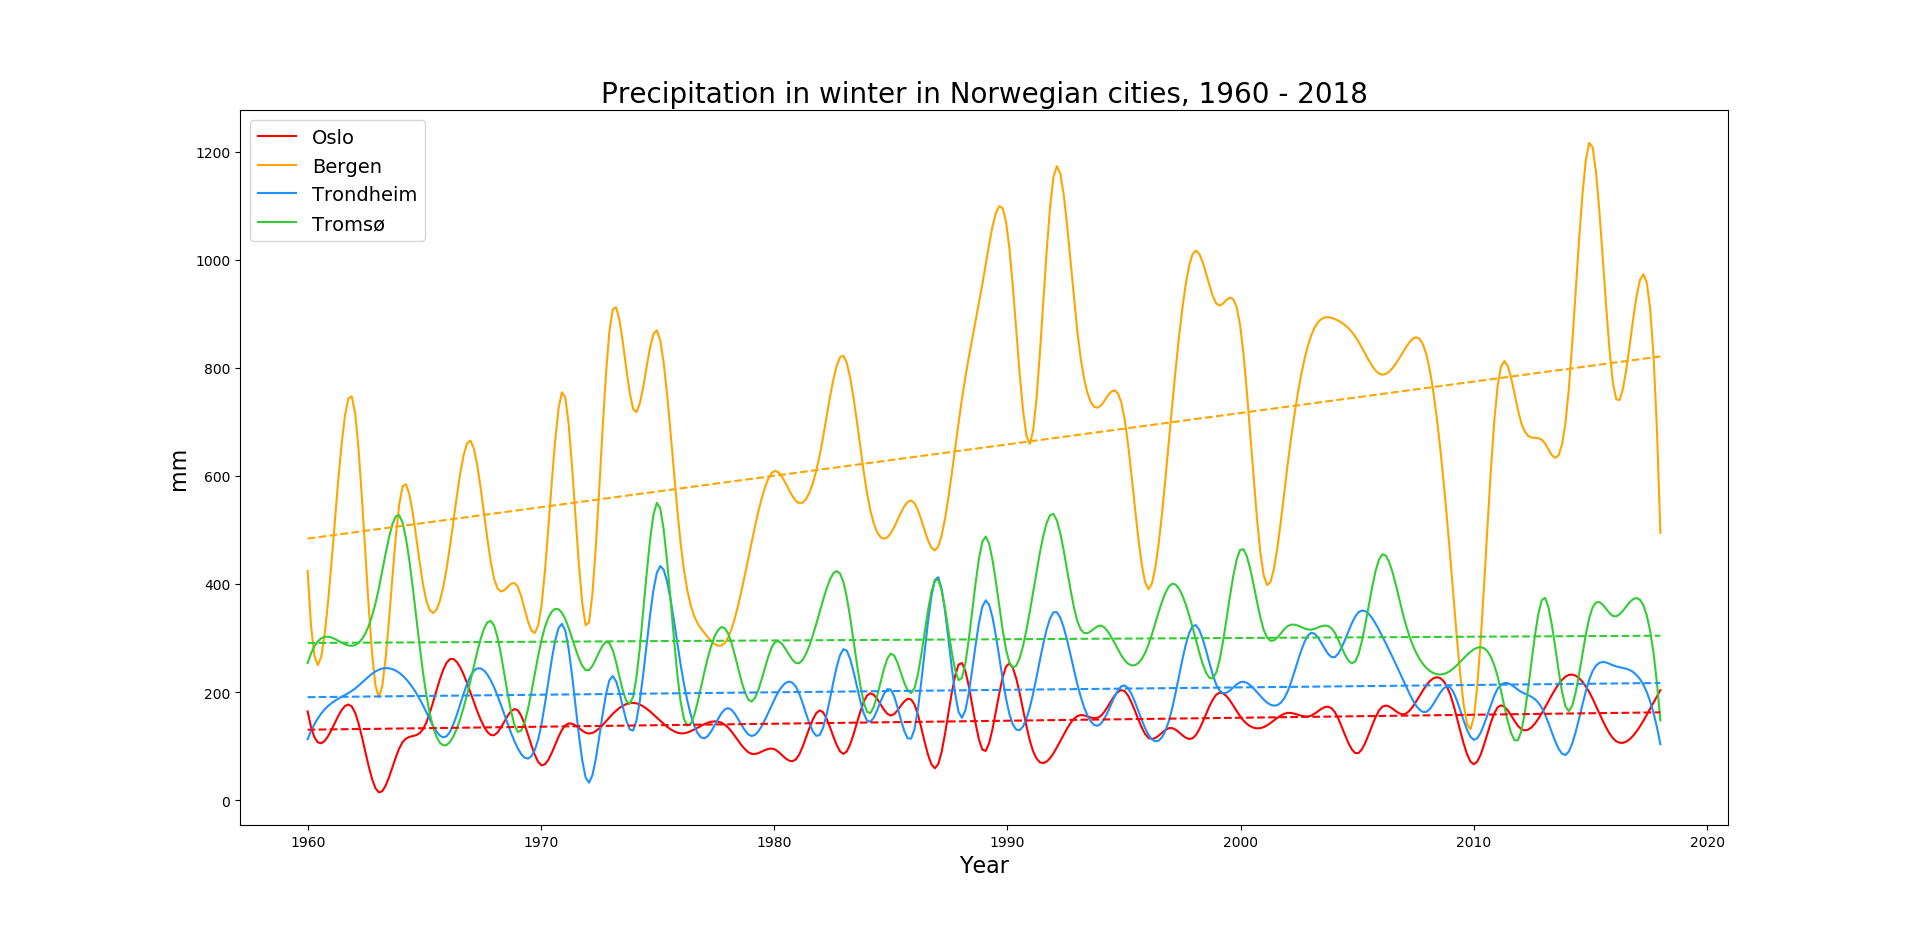 Precipitation in winter in Norwegian cities, 1960 - 2018
Oslo
Bergen
Trondheim
Tromsø
1200
1000
800
600
400
200
0
mm
1960 1970 1980 1990 2000 2010 2020
Year